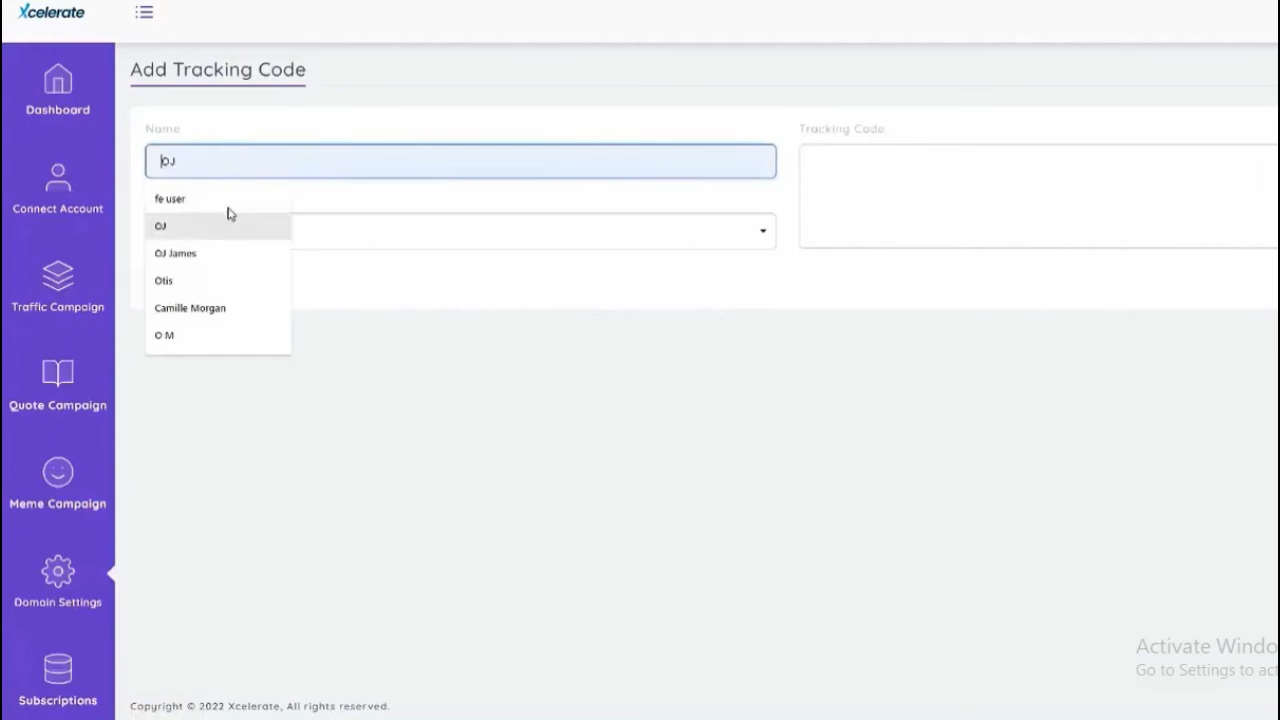 Xcelerate
Add Tracking Code
Dashboard
Connect Account
Traffic Campaign
Quote Campaign
Meme Campaign
Domain Settings
Subscriptions
Name
OJ
fe user
OJ
OJ James
Otis
Camille Morgan
O M
Tracking Code
Activate Windo
Go to Settings to act
Copyright © 2022 Xcelerate, All rights reserved.